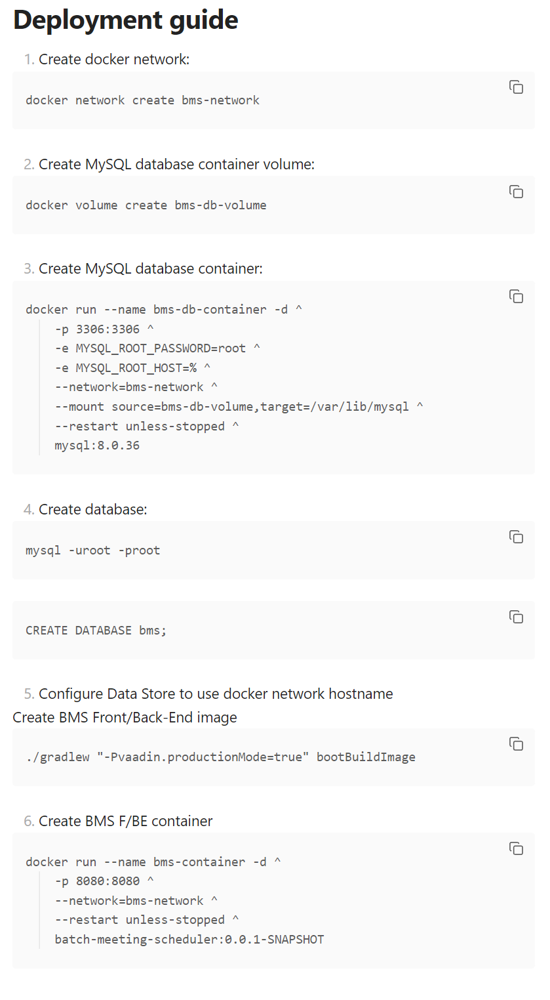 Deployment guide
1. Create docker network:
docker network create bms-network
2. Create MySQL database container volume:
docker volume create bms-db-volume
3. Create MySQL database container:
docker run --name bms-db-container -d ^
-p 3306:3306 ^
-e MYSQL_ROOT_PASSWORD=root ^
-e MYSQL_ROOT_HOST=% ^
--network=bms-network ^
--mount source=bms-db-volume,target=/var/lib/mysql ^
--restart unless-stopped ^
mysql:8.0.36
4. Create database:
mysql -uroot -proot
CREATE DATABASE bms;
5. Configure Data Store to use docker network hostname
Create BMS Front/Back-End image
./gradlew "-Pvaadin.productionMode=true" bootBuildImage
6. Create BMS F/BE container
docker run --name bms-container -d ^
-p 8080:8080 ^
--network=bms-network ^
--restart unless-stopped ^
batch-meeting-scheduler:0.0.1-SNAPSHOT